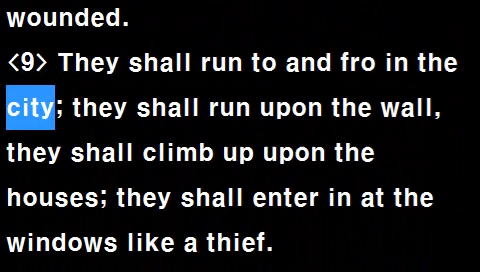 wounded.
<9> They shall run to and fro in the
city; they shall run upon the wall,
they shall climb up upon the
houses; they shall enter in at the
windows like a thief.